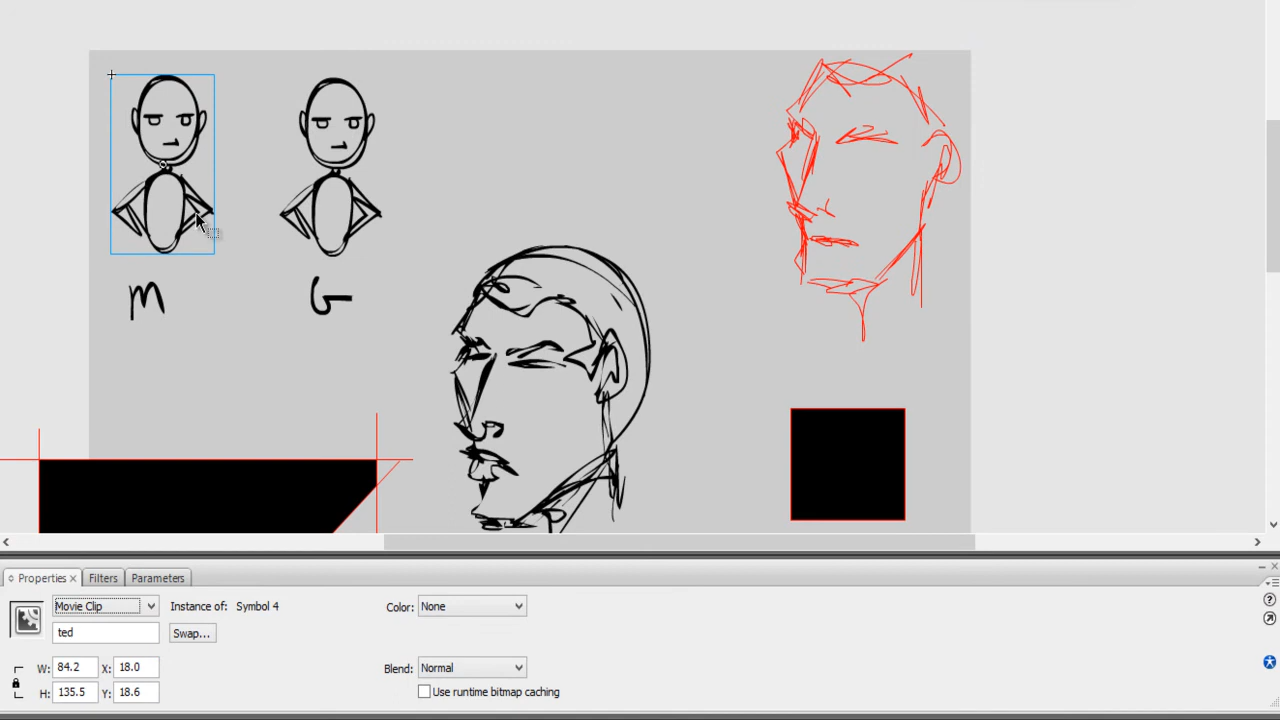 M G
Properties × Filters Parameters
Movie Clip Instance of: Symbol 4 Color: None
ted Swap...
W: 84.2 X: 18.0 Blend: Normal
H: 135.5 Y: 18.6 Use runtime bitmap caching